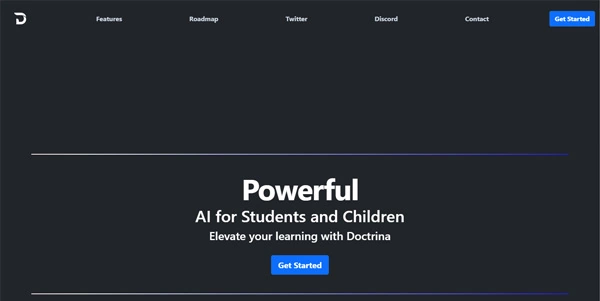 D
Features Roadmap Twitter Discord Contact Get Started
Powerful
AI for Students and Children
Elevate your learning with Doctrina
Get Started